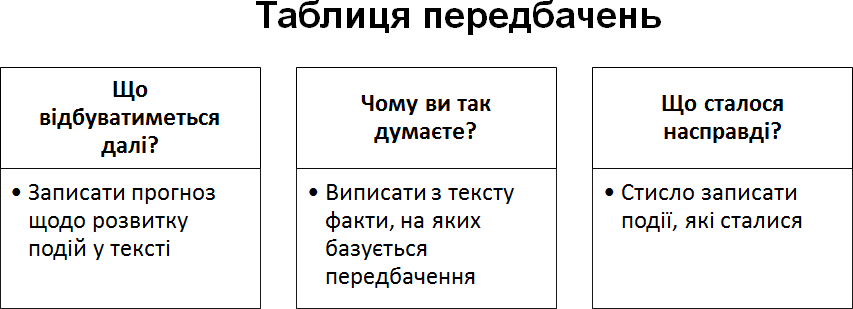 Таблиця передбачень
Що
відбуватиметься
далі?
• Записати прогноз
щодо розвитку
подій у тексті
Чому ви так
думаєте?
• Виписати з тексту
факти, на яких
базується
передбачення
Що сталося
насправді?
• Стисло записати
події, які сталися